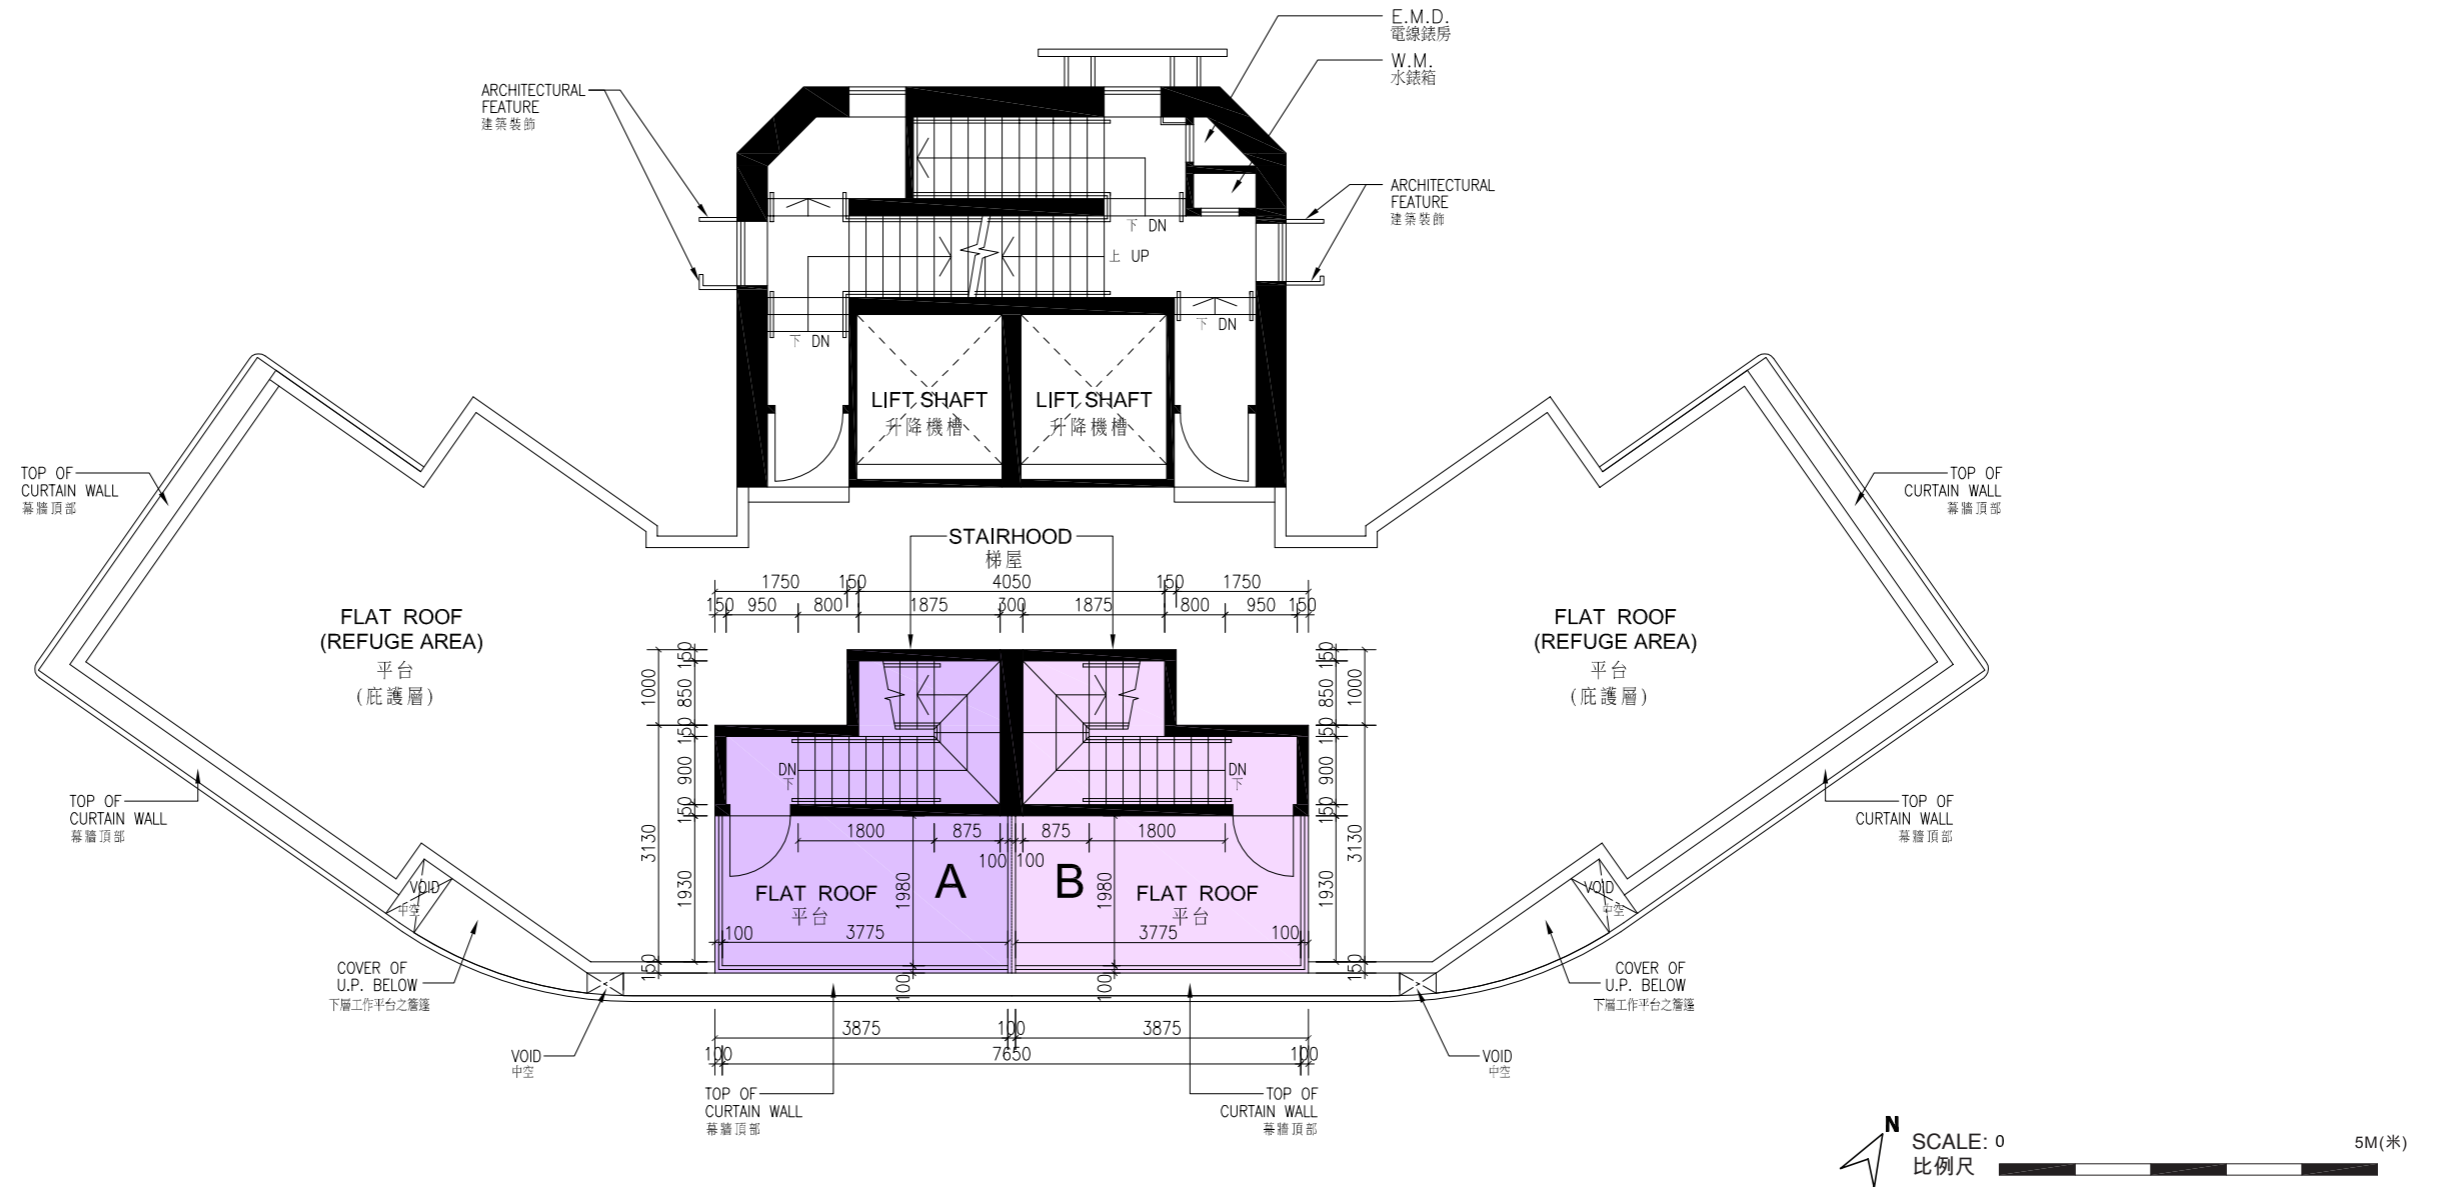 E.M.D.
電線錶房
W.M.
水錶箱
ARCHITECTURAL
FEATURE
建築裝飾
ARCHITECTURAL
FEATURE
建築裝飾
下 DN
上 UP
下 DN
下 DN
LIFT SHAFT
升降機槽
LIFT SHAFT
升降機槽
TOP OF
CURTAIN WALL
幕牆頂部
TOP OF
CURTAIN WALL
幕牆頂部
STAIRHOOD
梯屋
1750 150 4050 150 1750
150 950 800 1875 300 1875 800 950 150
FLAT ROOF
(REFUGE AREA)
平台
(庇護層)
FLAT ROOF
(REFUGE AREA)
平台
(庇護層)
1000
3130
150
850
150
900
150
1930
150
150
850
150
900
150
1930
150
1000
3130
DN
下
DN
下
TOP OF
CURTAIN WALL
幕牆頂部
TOP OF
CURTAIN WALL
幕牆頂部
1800 875 875 1800
100 100
A
B
FLAT ROOF
平台
FLAT ROOF
平台
1980
1980
100 3775 3775 100
100
100
VOID
中空
VOID
中空
COVER OF
U.P. BELOW
下層工作平台之簷篷
COVER OF
U.P. BELOW
下層工作平台之簷篷
3875 100 3875
100 7650 100
VOID
中空
VOID
中空
TOP OF
CURTAIN WALL
幕牆頂部
TOP OF
CURTAIN WALL
幕牆頂部
N
SCALE: 0 5M(米)
比例尺